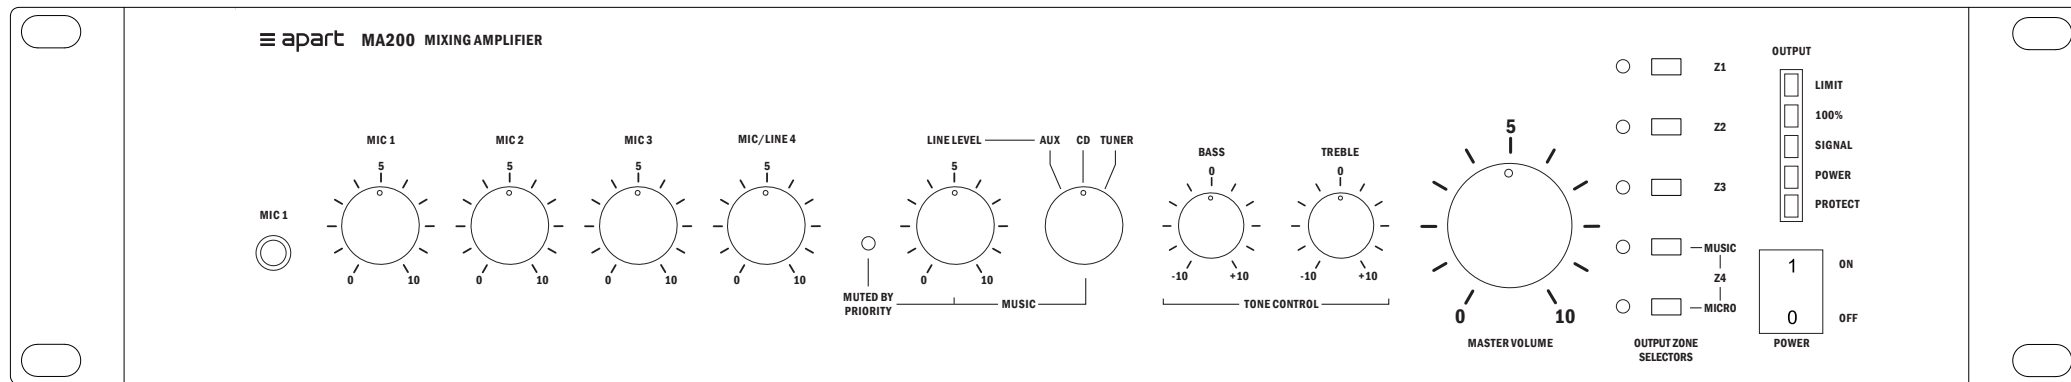 apart MA200 MIXING AMPLIFIER
MIC 1
MIC 1
5
0 10
MIC 2
5
0 10
MIC 3
5
0 10
MIC/LINE 4
5
0 10
MUTED BY
PRIORITY
LINE LEVEL
5
0 10
AUX CD TUNER
MUSIC
BASS
0
-10 +10
TREBLE
0
-10 +10
TONE CONTROL
5
0 10
MASTER VOLUME
Z1
Z2
Z3
MUSIC
Z4
MICRO
OUTPUT ZONE
SELECTORS
OUTPUT
LIMIT
100%
SIGNAL
POWER
PROTECT
1 ON
0 OFF
POWER